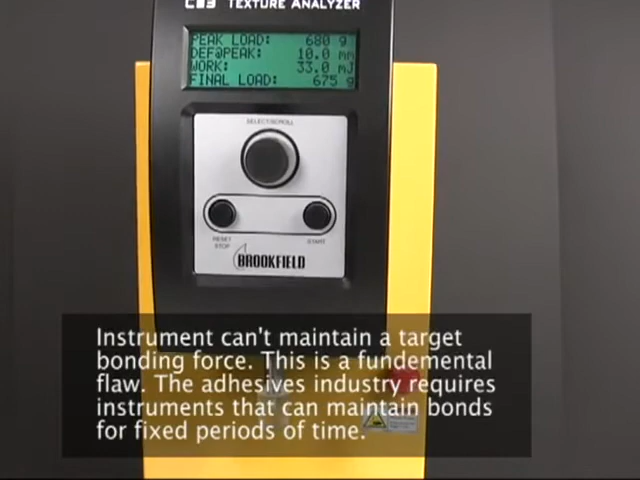 CT3 TEXTURE ANALYZER
PEAK LOAD: 680 g
DEF@PEAK: 10.0 mm
WORK: 33.0 mJ
FINAL LOAD: 675 g
SELECT/SCROLL
RESET
STOP
START
BROOKFIELD
Instrument can't maintain a target
bonding force. This is a fundemental
flaw. The adhesives industry requires
instruments that can maintain bonds
for fixed periods of time.